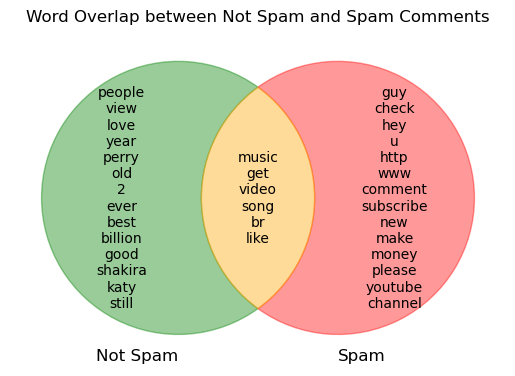 Word Overlap between Not Spam and Spam Comments
people
view
love
year
perry
old
2
ever
best
billion
good
shakira
katy
still
music
get
video
song
br
like
guy
check
hey
u
http
www
comment
subscribe
new
make
money
please
youtube
channel
Not Spam
Spam